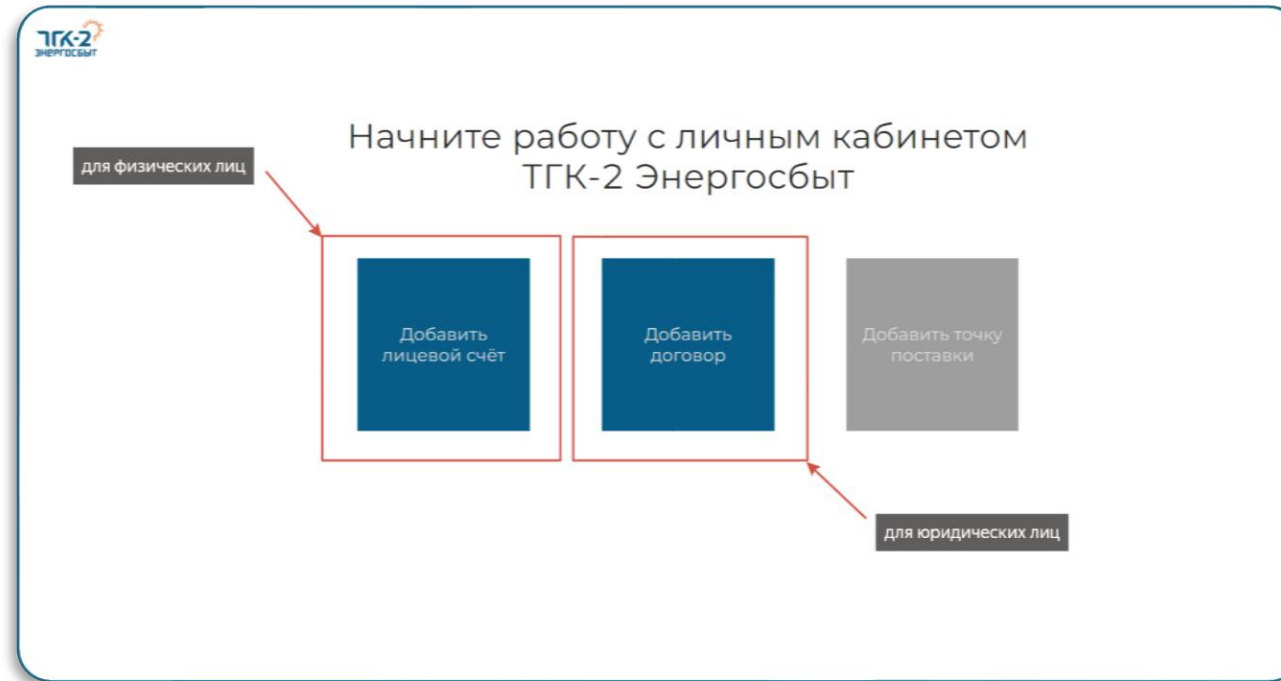 ТГК-2
ЭНЕРГОСБЫТ
Начните работу с личным кабинетом
ТГК-2 Энергосбыт
для физических лиц
Добавить
лицевой счёт
Добавить
договор
Добавить точку
поставки
для юридических лиц